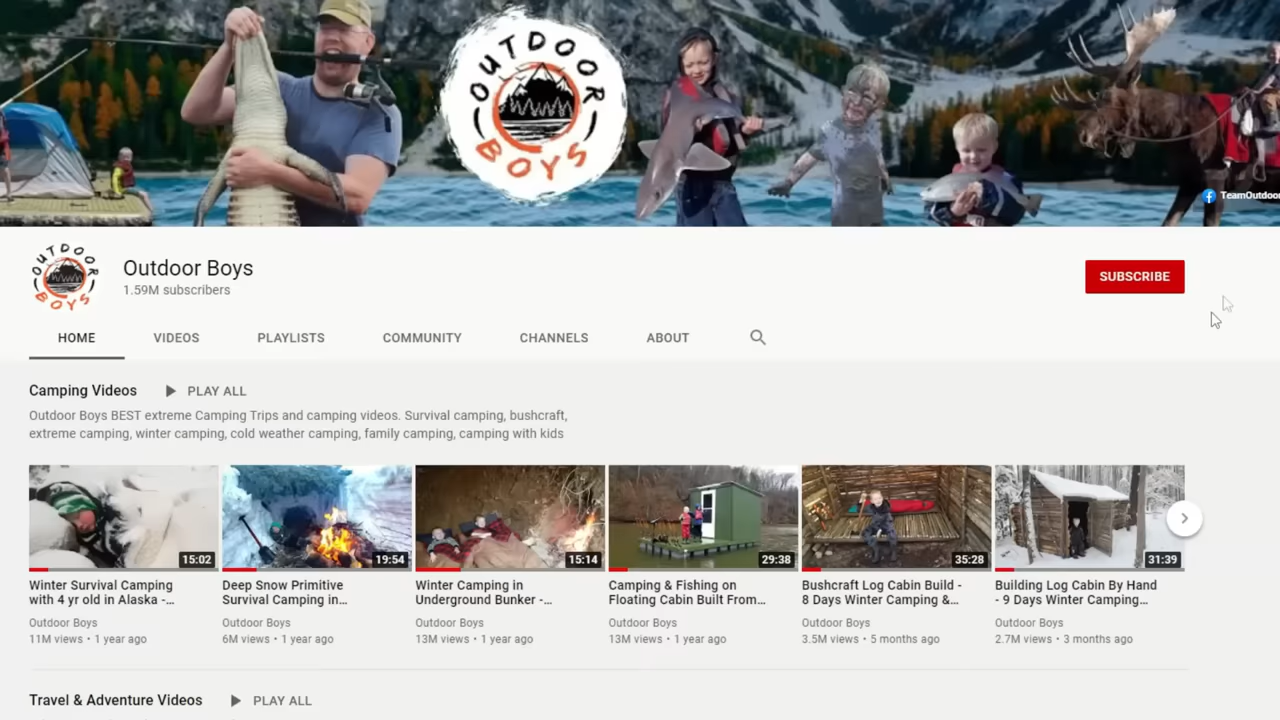 OUTDOOR
BOYS
TeamOutdoor
OUTDOOR
BOYS
Outdoor Boys
1.59M subscribers
SUBSCRIBE
HOME VIDEOS PLAYLISTS COMMUNITY CHANNELS ABOUT
Camping Videos PLAY ALL
Outdoor Boys BEST extreme Camping Trips and camping videos. Survival camping, bushcraft,
extreme camping, winter camping, cold weather camping, family camping, camping with kids
15:02 19:54 15:14 29:38 35:28 31:39
Winter Survival Camping
with 4 yr old in Alaska -...
Outdoor Boys
11M views • 1 year ago
Deep Snow Primitive
Survival Camping in...
Outdoor Boys
6M views • 1 year ago
Winter Camping in
Underground Bunker -...
Outdoor Boys
13M views • 1 year ago
Camping & Fishing on
Floating Cabin Built From...
Outdoor Boys
13M views • 1 year ago
Bushcraft Log Cabin Build -
8 Days Winter Camping &...
Outdoor Boys
3.5M views • 5 months ago
Building Log Cabin By Hand
- 9 Days Winter Camping...
Outdoor Boys
2.7M views • 3 months ago
Travel & Adventure Videos PLAY ALL